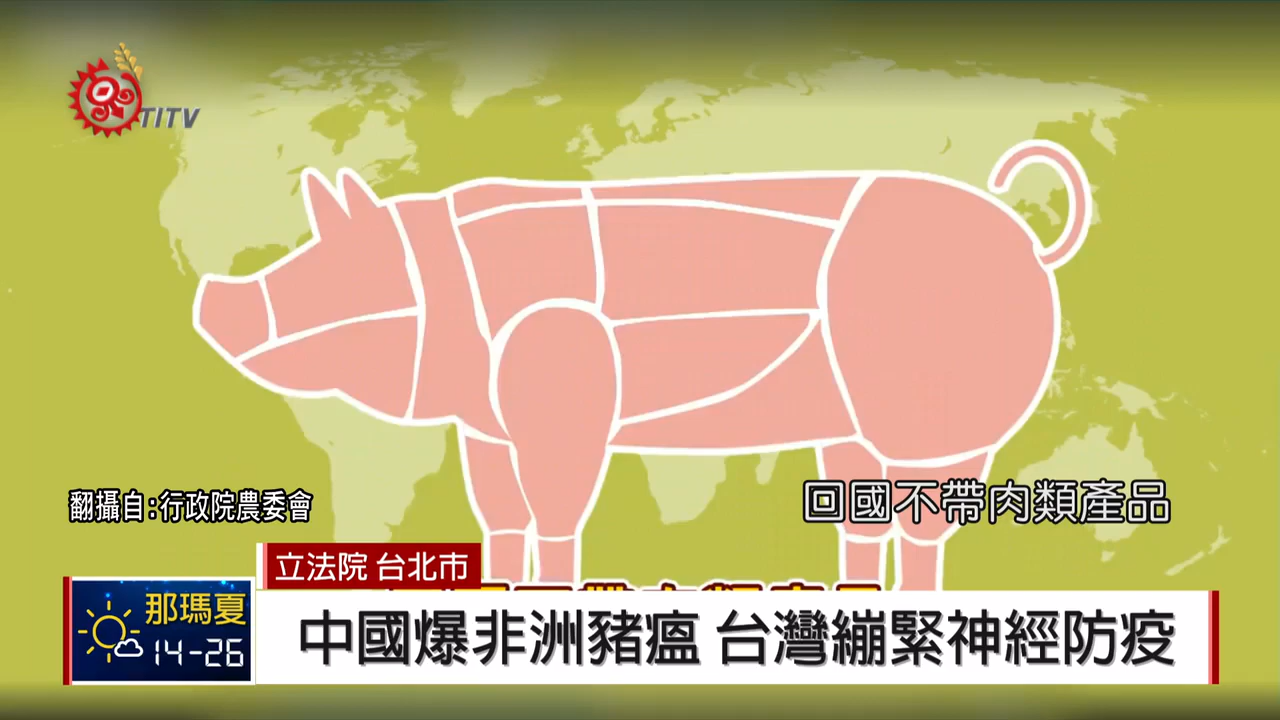 TITV
翻攝自:行政院農委會
回國不帶肉類產品
立法院 台北市
那瑪夏
14-26
中國爆非洲豬瘟 台灣繃緊神經防疫